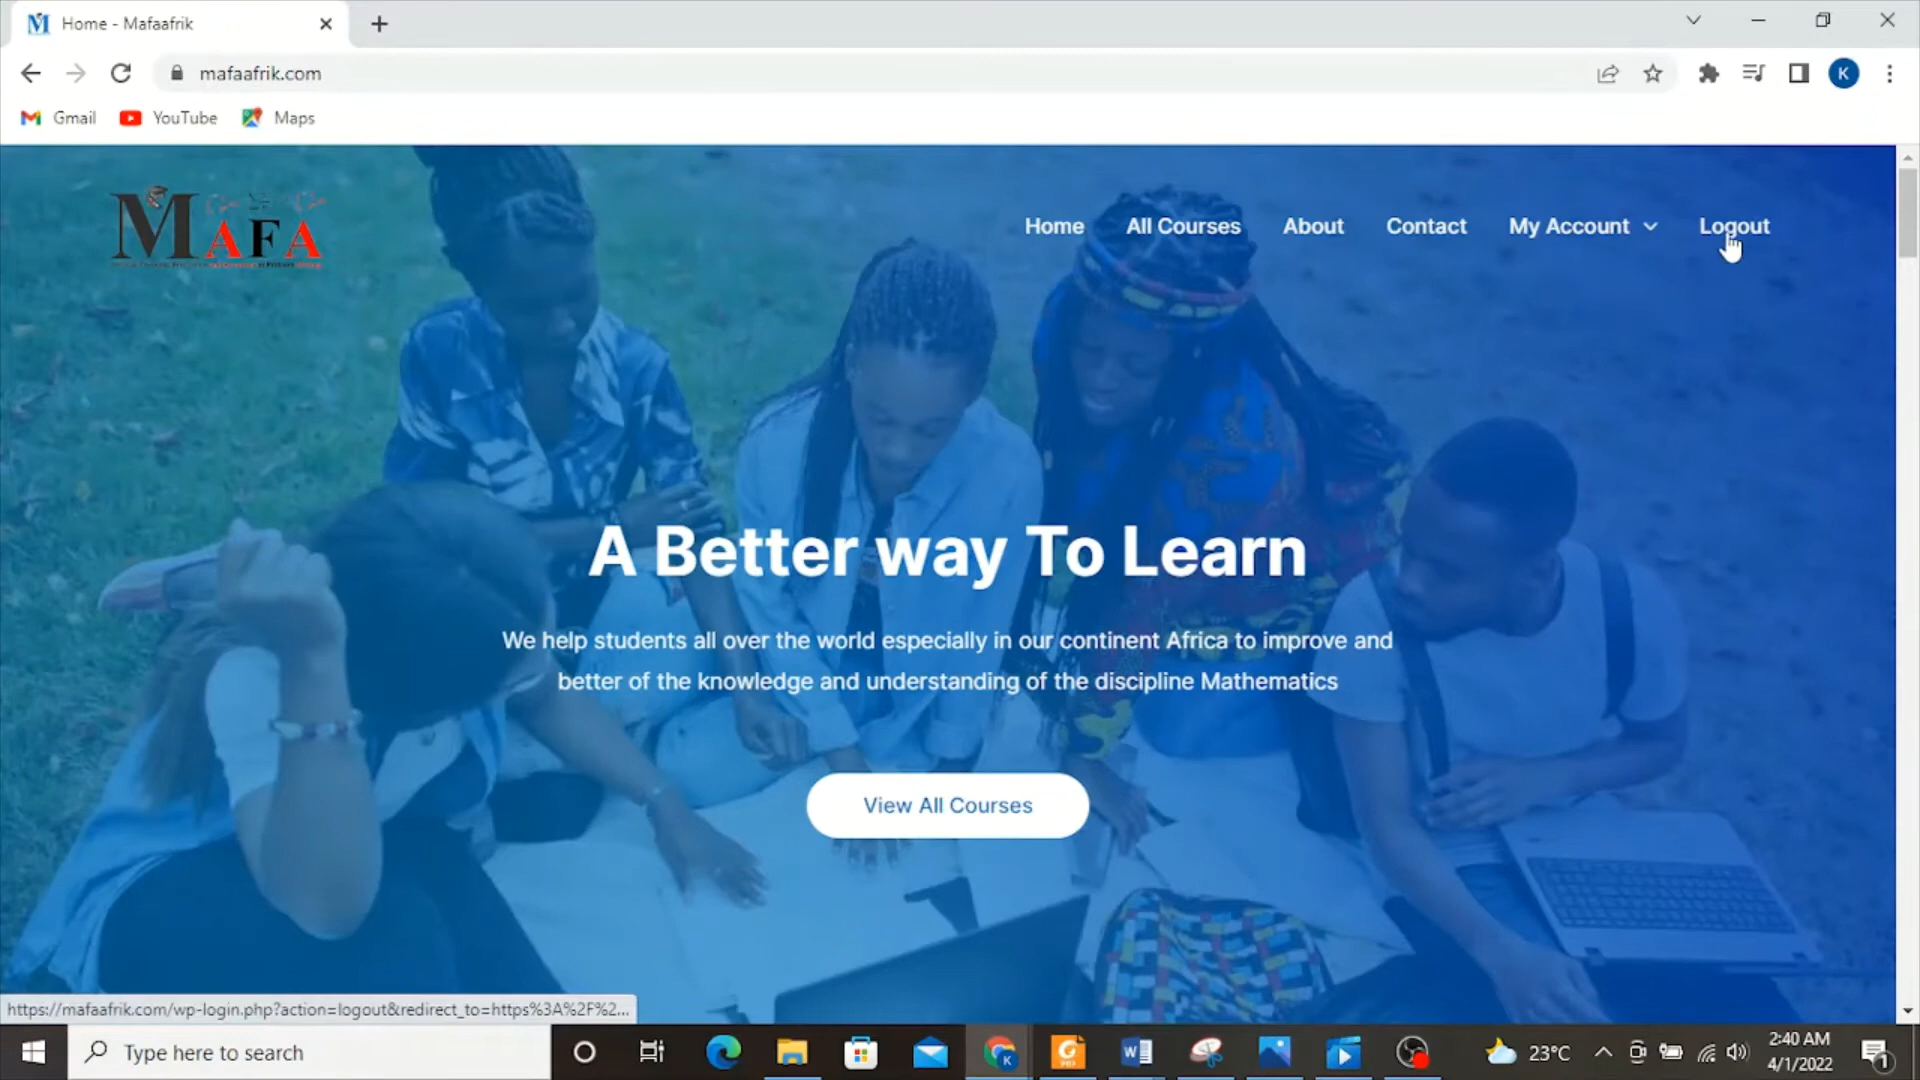 Home - Mafaafrik
mafaafrik.com
K
Gmail
YouTube
Maps
MAFA
Home
All Courses
About
Contact
My Account
Logout
A Better way To Learn
We help students all over the world especially in our continent Africa to improve and
better of the knowledge and understanding of the discipline Mathematics
View All Courses
https://mafaafrik.com/wp-login.php?action=logout&redirect_to=https%3A%2F%2...
Type here to search
23°C
2:40 AM
4/1/2022
1